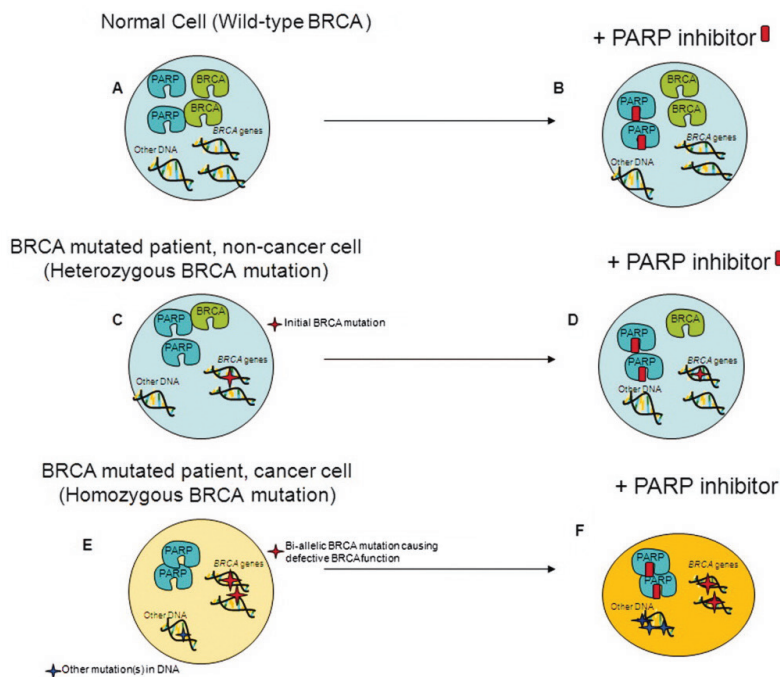 Normal Cell (Wild-type BRCA)
+ PARP inhibitor
A
PARP
BRCA
PARP
BRCA
BRCA genes
Other DNA
B
BRCA
PARP
BRCA
PARP
BRCA genes
Other DNA
BRCA mutated patient, non-cancer cell
(Heterozygous BRCA mutation)
+ PARP inhibitor
C
PARP
BRCA
PARP
BRCA genes
Other DNA
Initial BRCA mutation
D
BRCA
PARP
PARP
BRCA genes
Other DNA
BRCA mutated patient, cancer cell
(Homozygous BRCA mutation)
+ PARP inhibitor
E
PARP
PARP
BRCA genes
Other DNA
Bi-allelic BRCA mutation causing
defective BRCA function
Other mutation(s) in DNA
F
PARP
PARP
BRCA genes
Other DNA